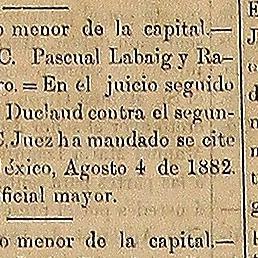 o menor de la capital.—
C. Pascual Labaig y Ra-
ro.=En el juicio seguido
Duclaud contra el segun-
C. Juez ha mandado se cite
éxico, Agosto 4 de 1882.
ficial mayor.
o menor de la capital.—